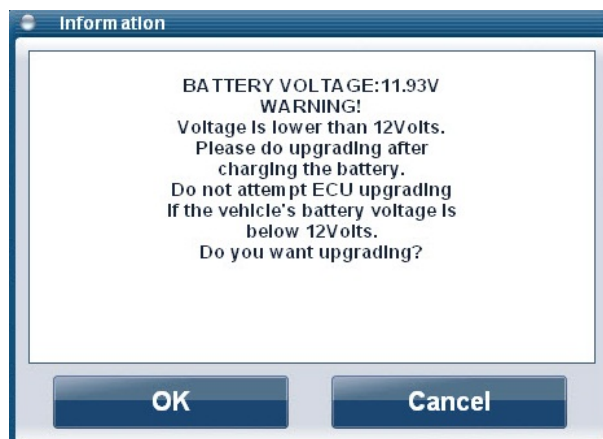 Information
BATTERY VOLTAGE:11.93V
WARNING!
Voltage is lower than 12Volts.
Please do upgrading after
charging the battery.
Do not attempt ECU upgrading
if the vehicle's battery voltage is
below 12Volts.
Do you want upgrading?
OK
Cancel